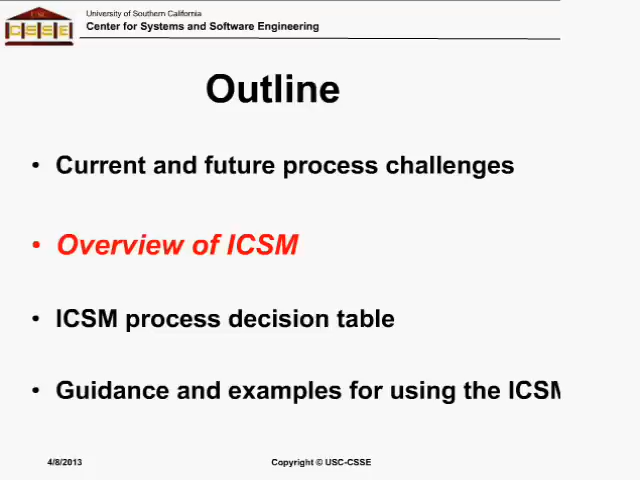 USC
CSSE
University of Southern California
Center for Systems and Software Engineering
Outline
• Current and future process challenges
• Overview of ICSM
• ICSM process decision table
• Guidance and examples for using the ICSM
4/8/2013
Copyright © USC-CSSE